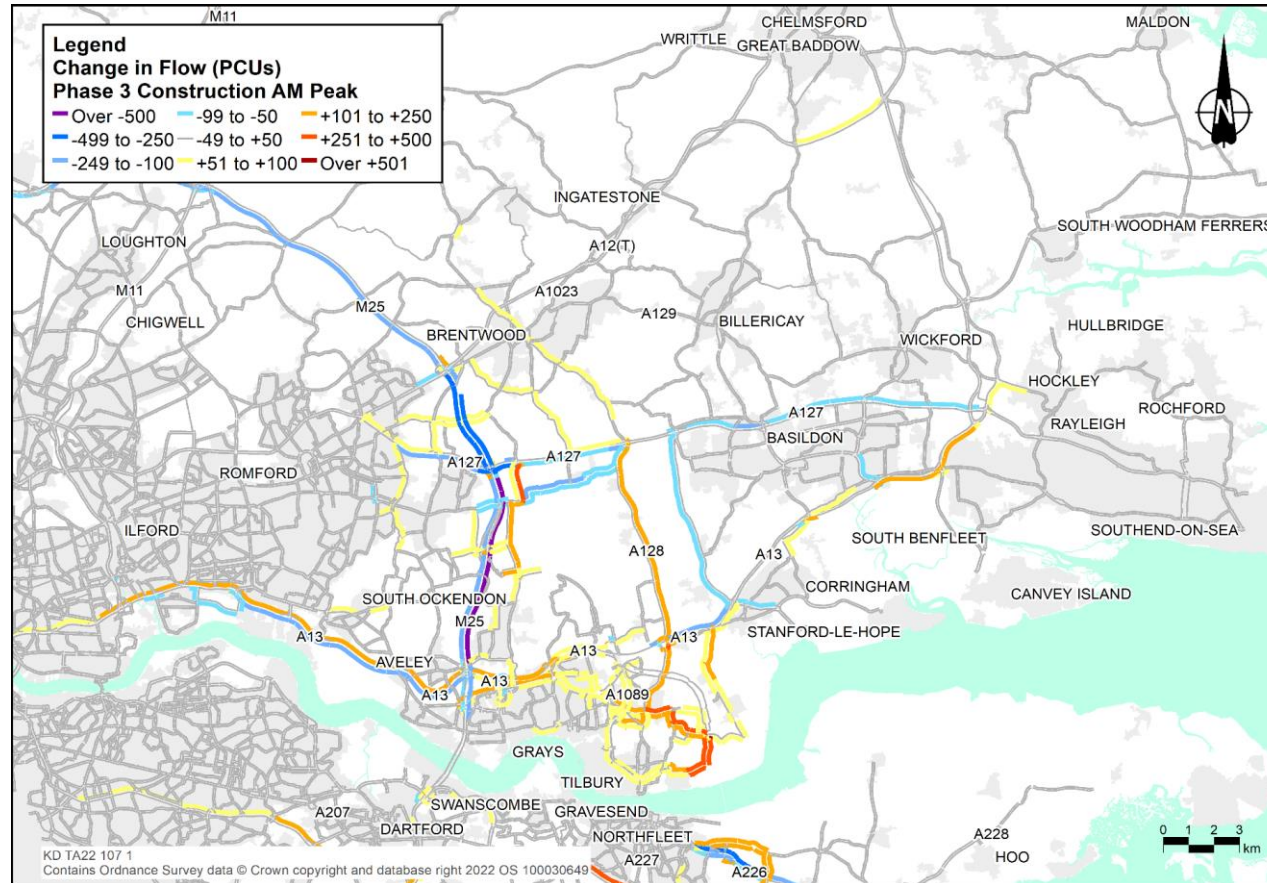 M11
Legend
Change in Flow (PCUs)
Phase 3 Construction AM Peak
Over -500
-99 to -50
+101 to +250
-499 to -250
-49 to +50
+251 to +500
-249 to -100
+51 to +100
Over +501
CHELMSFORD
MALDON
WRITTLE
GREAT BADDOW
N
INGATESTONE
SOUTH WOODHAM FERRERS
LOUGHTON
A12(T)
M11
A1023
M25
CHIGWELL
A129
BILLERICAY
HULLBRIDGE
BRENTWOOD
WICKFORD
HOCKLEY
ROCHFORD
A127
RAYLEIGH
BASILDON
A127
A127
ROMFORD
ILFORD
SOUTHEND-ON-SEA
SOUTH BENFLEET
A128
A13
CORRINGHAM
CANVEY ISLAND
SOUTH OCKENDON
M25
STANFORD-LE-HOPE
A13
A13
A13
AVELEY
A13
A13
A1089
GRAYS
TILBURY
SWANSCOMBE
GRAVESEND
A207
DARTFORD
NORTHFLEET
A228
HOO
A227
A226
0 1 2 3
km
KD TA22 107 1
Contains Ordnance Survey data © Crown copyright and database right 2022 OS 100030649